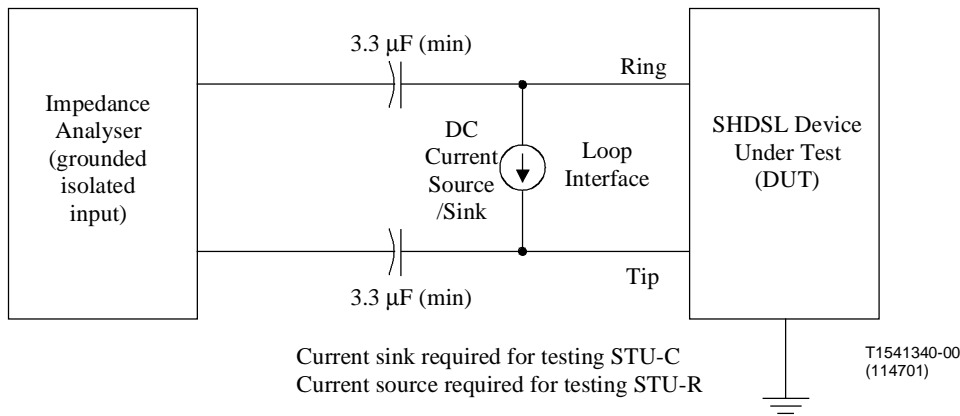 3.3 μF (min)
Ring
Impedance
Analyser
(grounded
isolated
input)
DC
Current
Source
/Sink
Loop
Interface
SHDSL Device
Under Test
(DUT)
Tip
3.3 μF (min)
Current sink required for testing STU-C
Current source required for testing STU-R
T1541340-00
(114701)